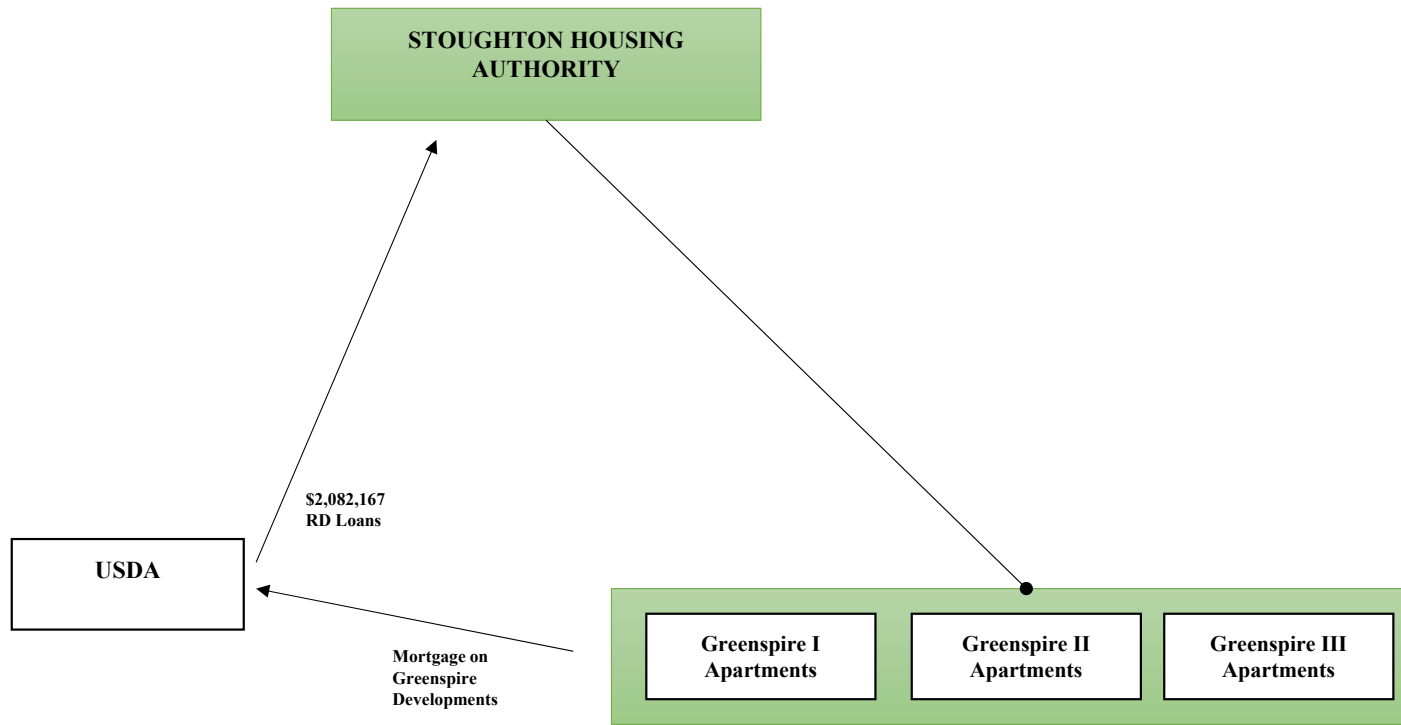 STOUGHTON HOUSING
AUTHORITY
$2,082,167
RD Loans
USDA
Mortgage on
Greenspire
Developments
Greenspire I
Apartments
Greenspire II
Apartments
Greenspire III
Apartments